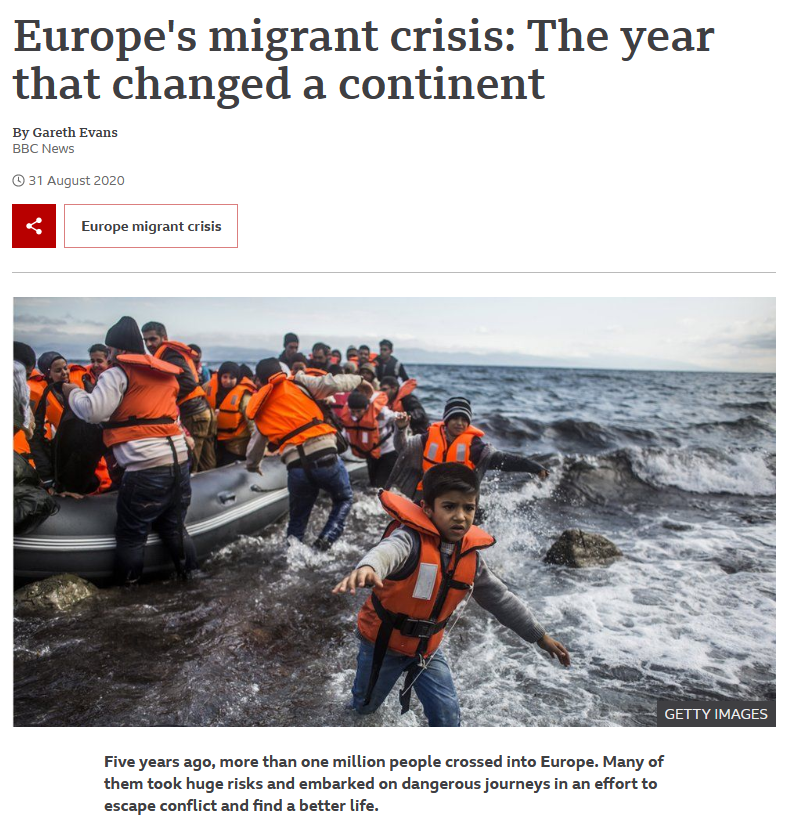 Europe's migrant crisis: The year
that changed a continent
By Gareth Evans
BBC News
31 August 2020
Europe migrant crisis
GETTY IMAGES
Five years ago, more than one million people crossed into Europe. Many of
them took huge risks and embarked on dangerous journeys in an effort to
escape conflict and find a better life.